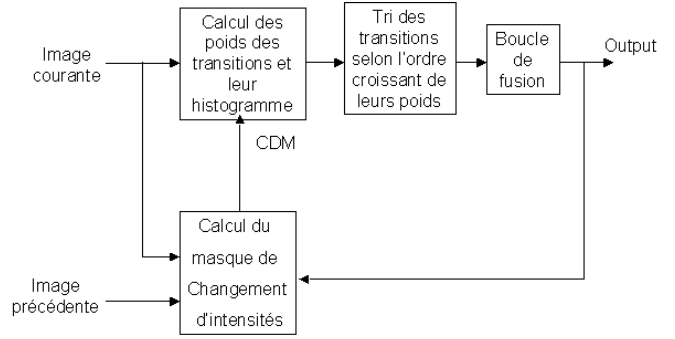 Image
courante
Calcul des
poids des
transitions et
leur
histogramme
Tri des
transitions
selon l'ordre
croissant de
leurs poids
Boucle
de
fusion
Output
CDM
Calcul du
masque de
Changement
d'intensités
Image
précédente